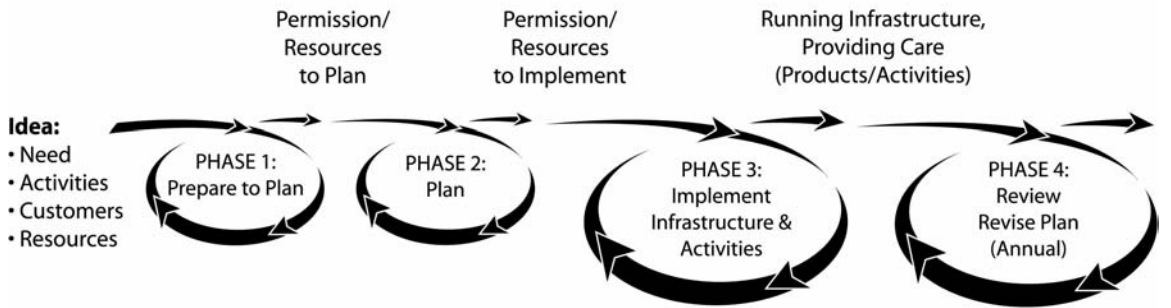 Permission/
Resources
to Plan
Permission/
Resources
to Implement
Running Infrastructure,
Providing Care
(Products/Activities)
Idea:
• Need
• Activities
• Customers
• Resources
PHASE 1:
Prepare to Plan
PHASE 2:
Plan
PHASE 3:
Implement
Infrastructure &
Activities
PHASE 4:
Review
Revise Plan
(Annual)